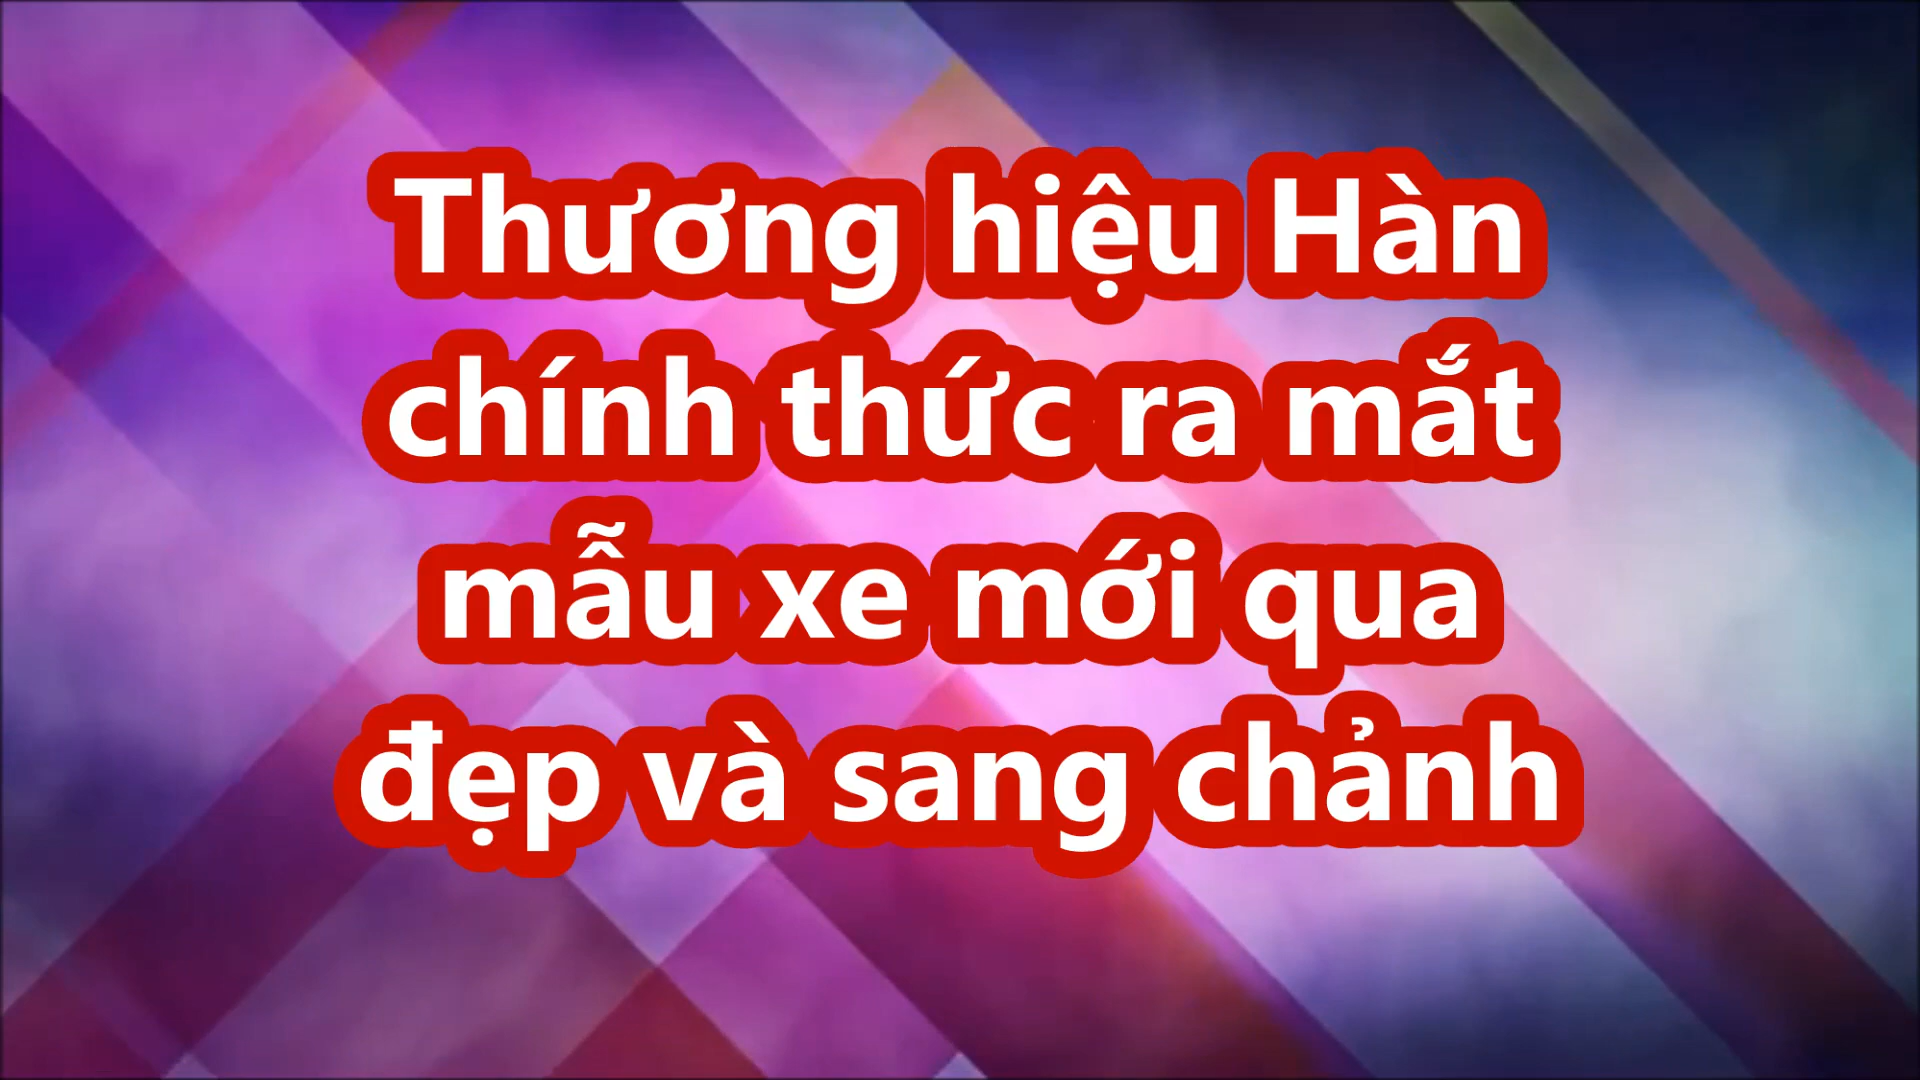 Thương hiệu Hàn
chính thức ra mắt
mẫu xe mới qua
đẹp và sang chảnh